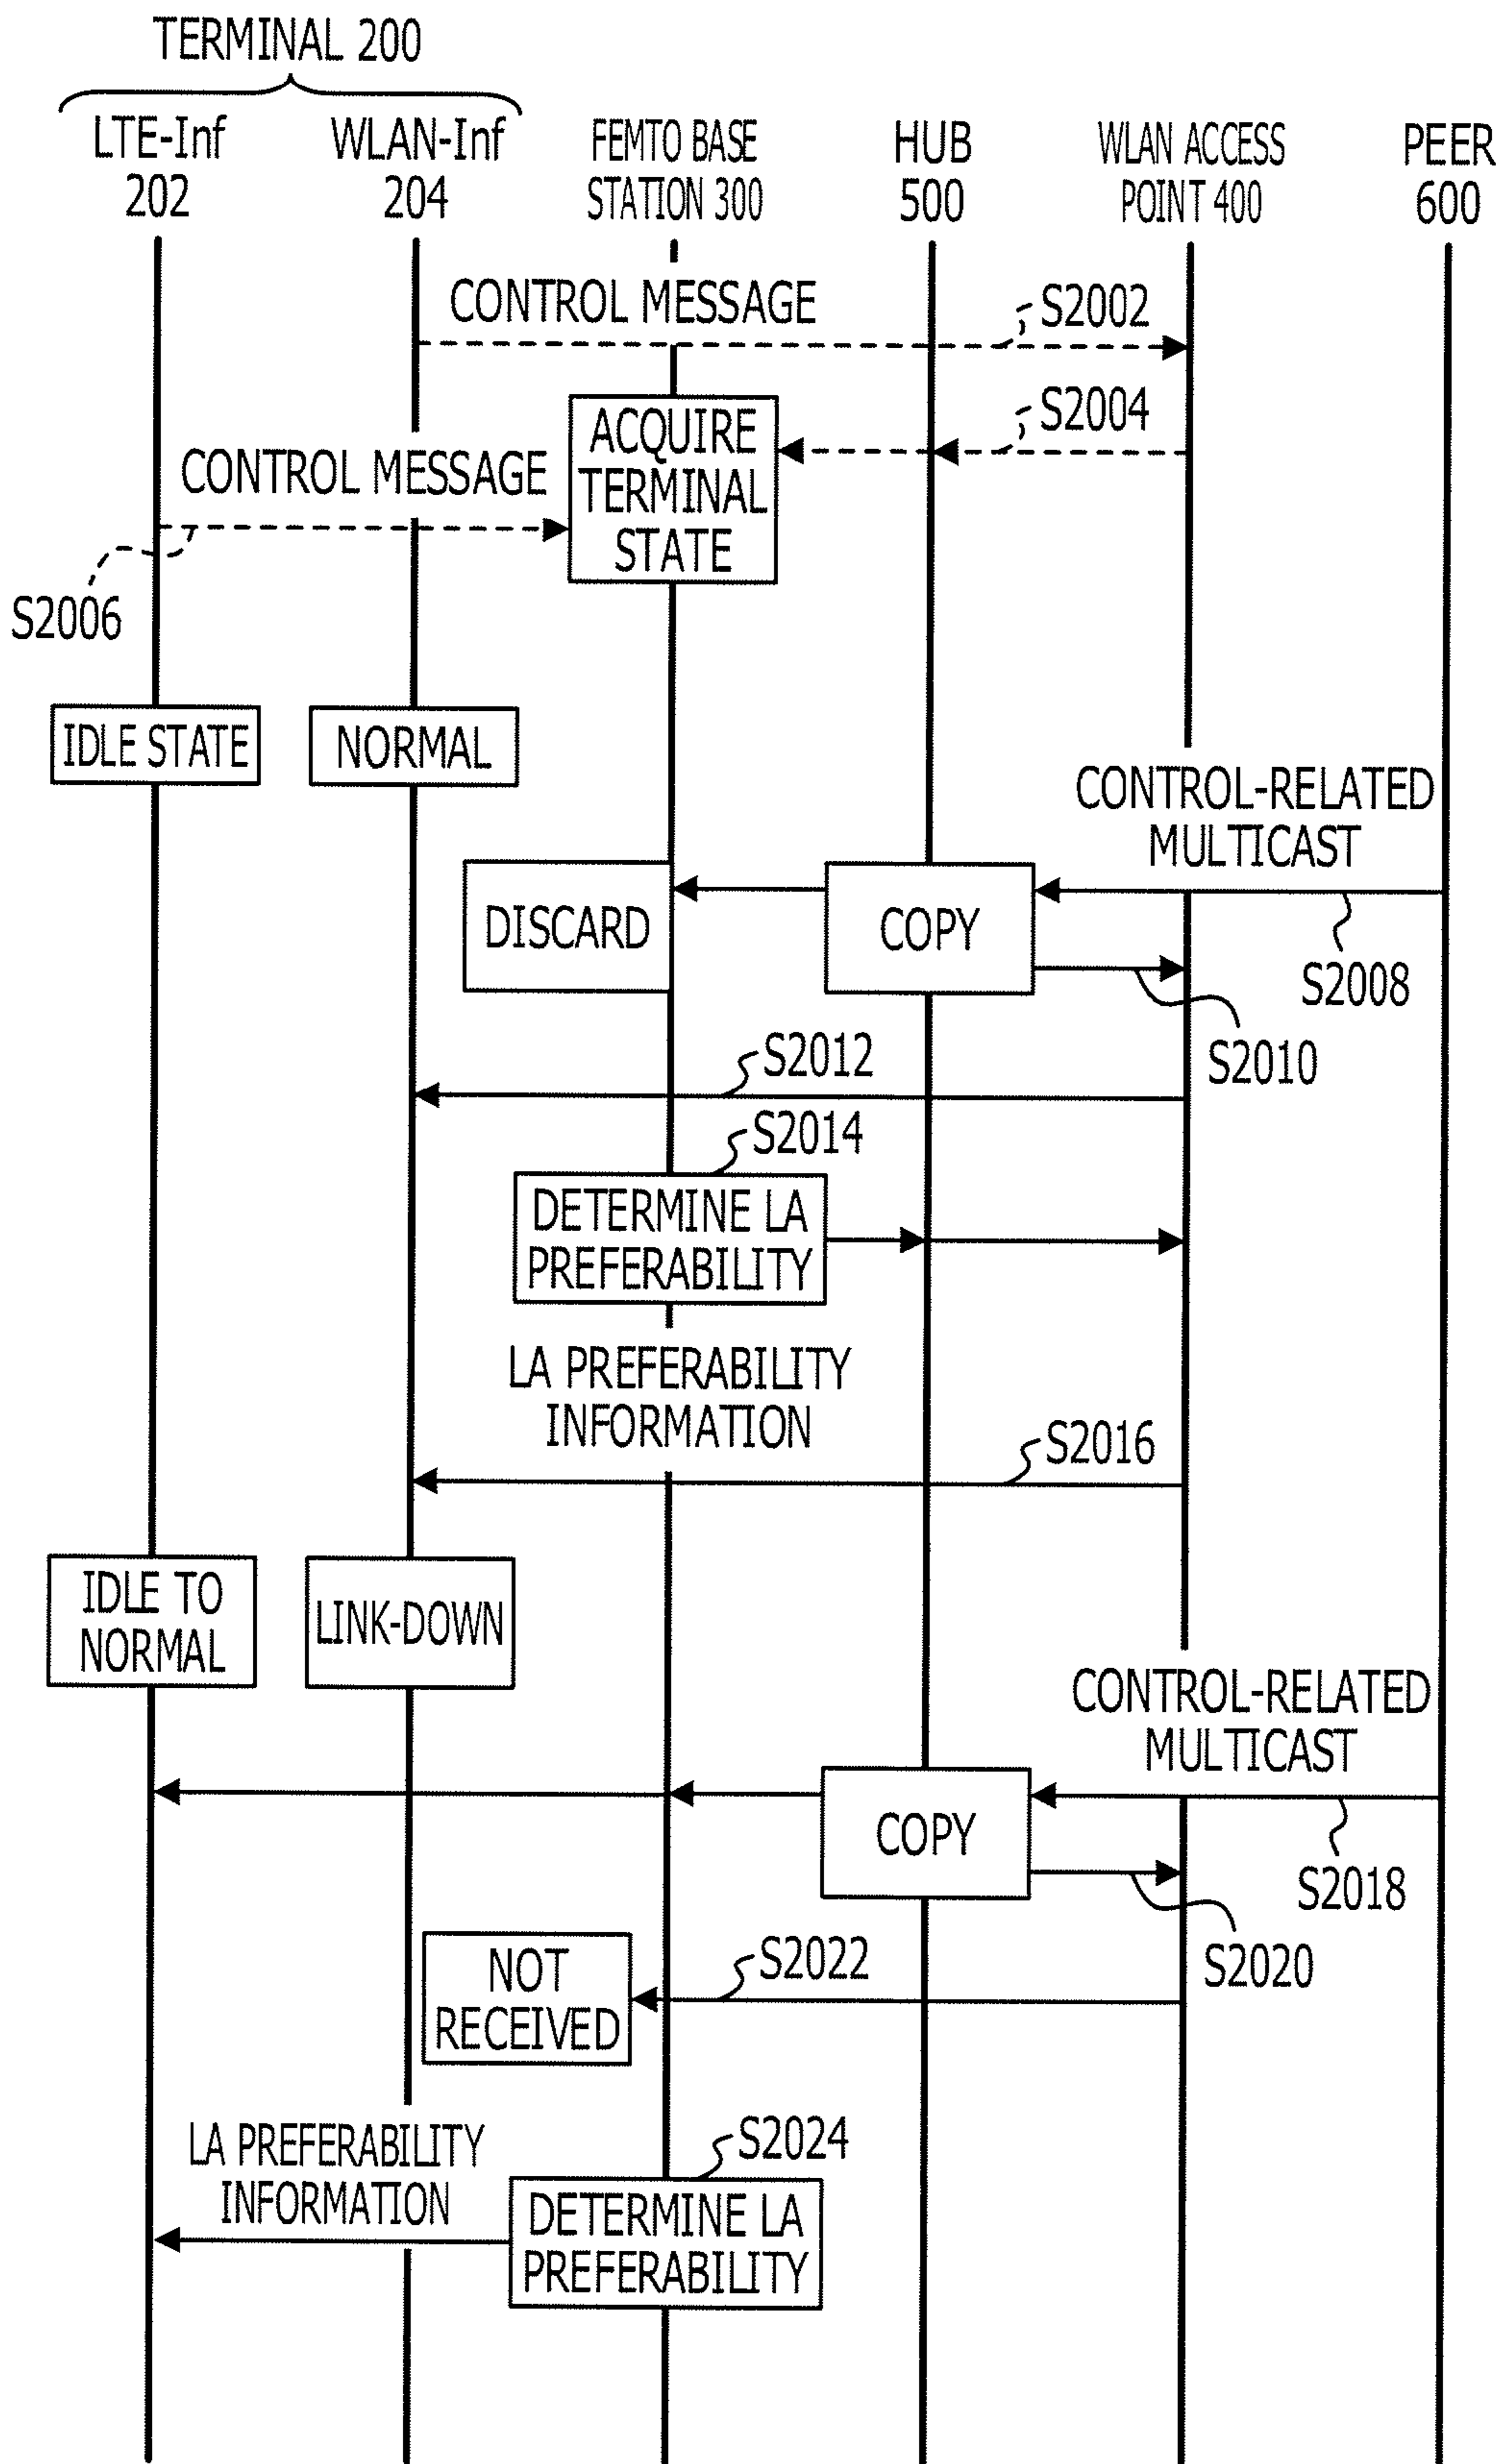 TERMINAL 200
LTE-Inf
202
WLAN-Inf
204
FEMTO BASE
STATION 300
HUB
500
WLAN ACCESS
POINT 400
PEER
600
CONTROL MESSAGE
S2002
S2004
ACQUIRE
TERMINAL
STATE
CONTROL MESSAGE
S2006
IDLE STATE
NORMAL
CONTROL-RELATED
MULTICAST
DISCARD
COPY
S2008
S2010
S2012
S2014
DETERMINE LA
PREFERABILITY
LA PREFERABILITY
INFORMATION
S2016
IDLE TO
NORMAL
LINK-DOWN
CONTROL-RELATED
MULTICAST
COPY
S2018
S2020
NOT
RECEIVED
S2022
LA PREFERABILITY
INFORMATION
S2024
DETERMINE LA
PREFERABILITY